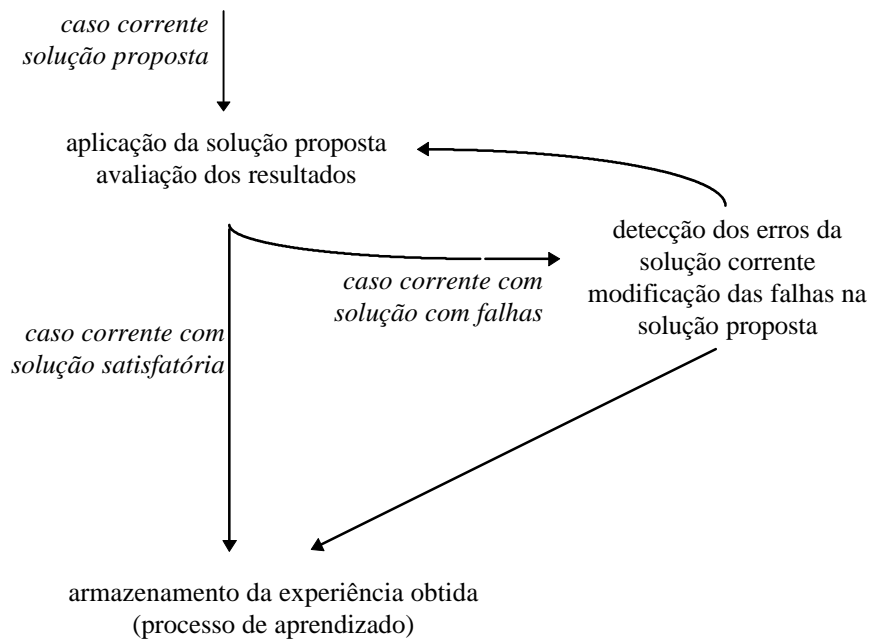 caso corrente
solução proposta
aplicação da solução proposta
avaliação dos resultados
detecção dos erros da
solução corrente
modificação das falhas na
solução proposta
caso corrente com
solução com falhas
caso corrente com
solução satisfatória
armazenamento da experiência obtida
(processo de aprendizado)